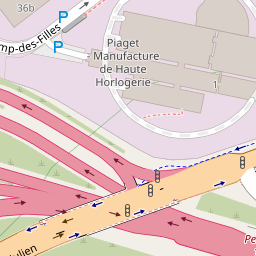 36b
P
P
mp-des-Filles
Piaget
- Manufacture
de Haute
Horlogerie
1
ulien
Pe